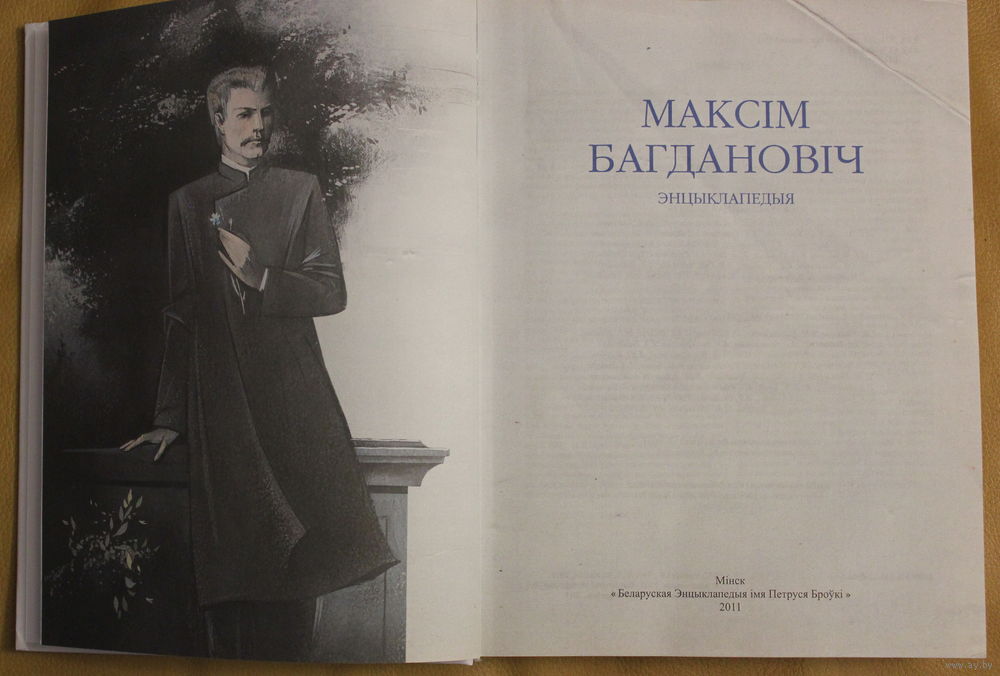 МАКСІМ
БАГДАНОВІЧ
ЭНЦЫКЛАПЕДЫЯ
Мінск
« Беларуская Энцыклапедыя імя Петруся Броўкі »
2011
www.ay.by